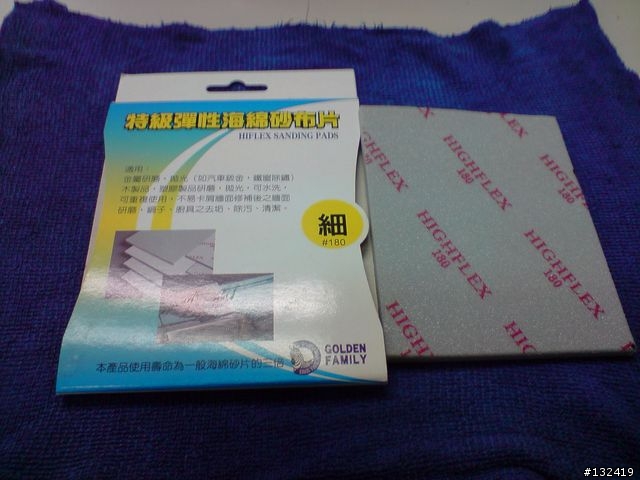 特級彈性海綿砂布片
HIFLEX SANDING PADS
適用：
金屬研磨、拋光（如汽車鈑金，鐵窗除鏽）
木製品，塑膠製品研磨、拋光，可水洗，
可重複使用，不易卡屑牆面修補後之牆面
研磨，鍋子、廚具之去垢、除污、清潔。
細
#180
本產品使用壽命為一般海綿砂片的三倍
GOLDEN
FAMILY
HIGHFLEX
180
HIGHFLEX
180
HIGHFLEX
180
HIGHFLEX
180
HIGHFLEX
180
HIGHFLEX
HIG
#132419